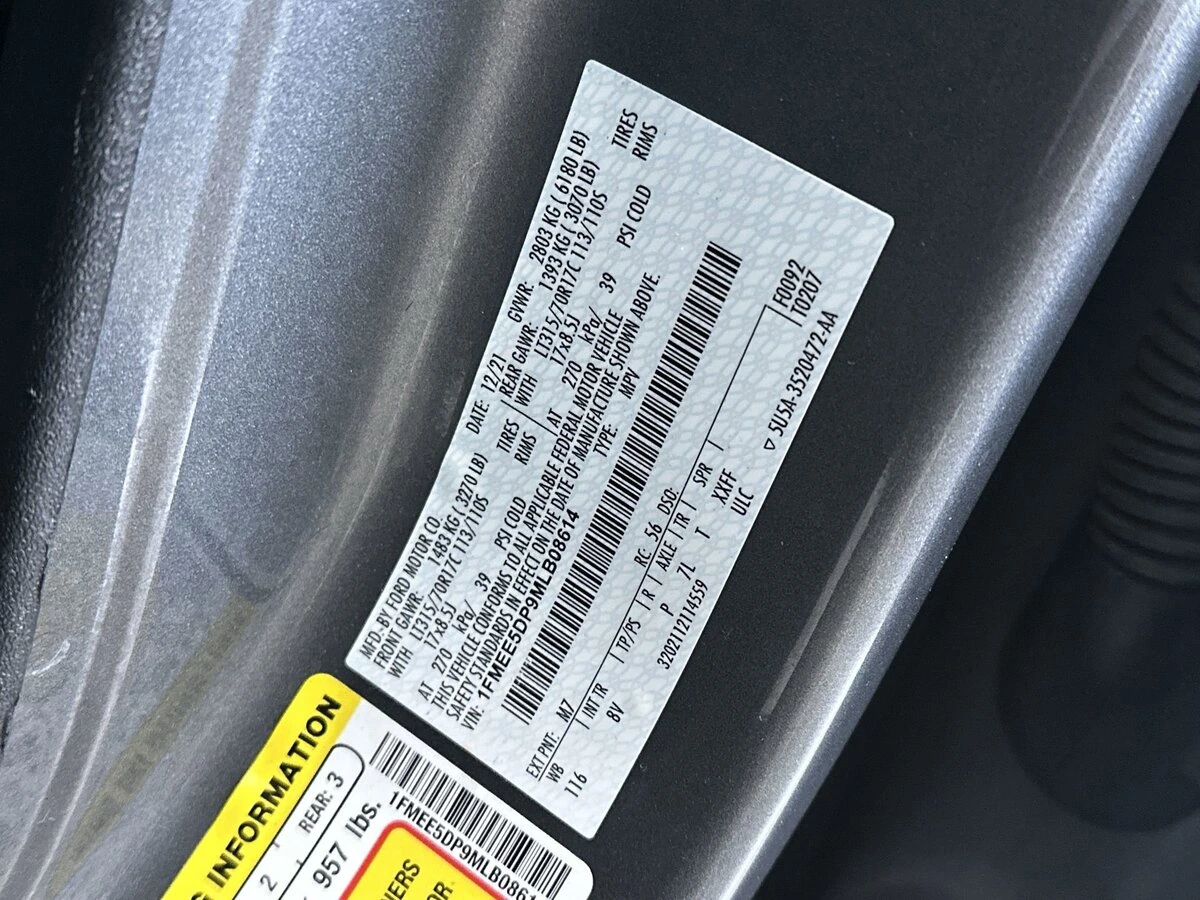 MFD. BY FORD MOTOR CO. DATE: 12/21 GVWR: 2803 KG ( 6180 LB)
FRONT GAWR: 1483 KG ( 3270 LB) REAR GAWR: 1393 KG ( 3070 LB)
WITH LT315/70R17C 113/110S TIRES WITH LT315/70R17C 113/110S TIRES
17x8.5J RIMS 17x8.5J RIMS
AT 270 kPa/ 39 PSI COLD AT 270 kPa/ 39 PSI COLD
THIS VEHICLE CONFORMS TO ALL APPLICABLE FEDERAL MOTOR VEHICLE
SAFETY STANDARDS IN EFFECT ON THE DATE OF MANUFACTURE SHOWN ABOVE.
VIN: 1FMEE5DP9MLB08614 TYPE: MPV
EXT PNT: M7 RC: 56 DSO: F0092
WB INT TR TP/PS R AXLE TR SPR T0207
116 8V P 7L T XXFF
3202112114559 ULC 5U5A-3520472-AA
INFORMATION
2 REAR: 3
957 lbs.
1FMEE5DP9MLB0861